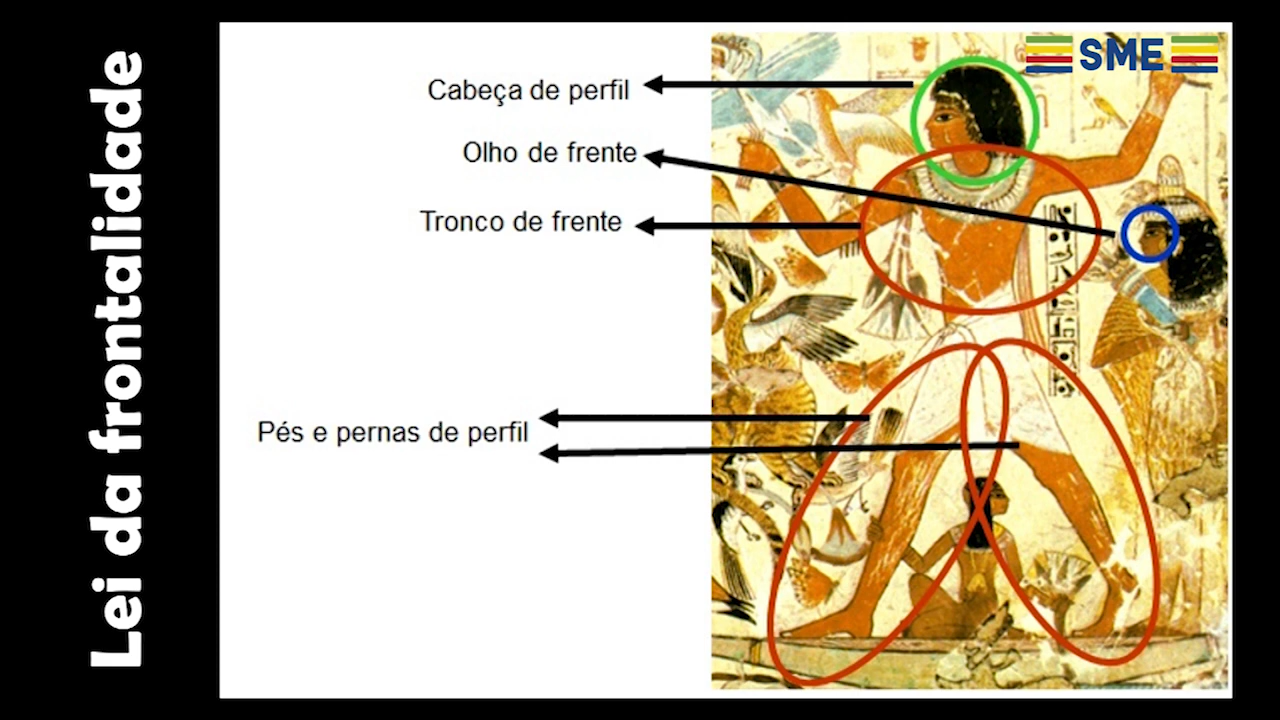 Lei da frontalidade
SME
Cabeça de perfil
Olho de frente
Tronco de frente
Pés e pernas de perfil